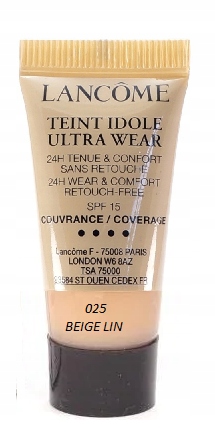 LANCÔME
TEINT IDOLE
ULTRA WEAR
24H TENUE & CONFORT
SANS RETOUCHE
24H WEAR & COMFORT
RETOUCH-FREE
SPF 15
COUVRANCE / COVERAGE
Lancôme F - 75008 PARIS
LONDON W6 8AZ
TSA 75000
93584 ST OUEN CEDEX FR
025
BEIGE LIN